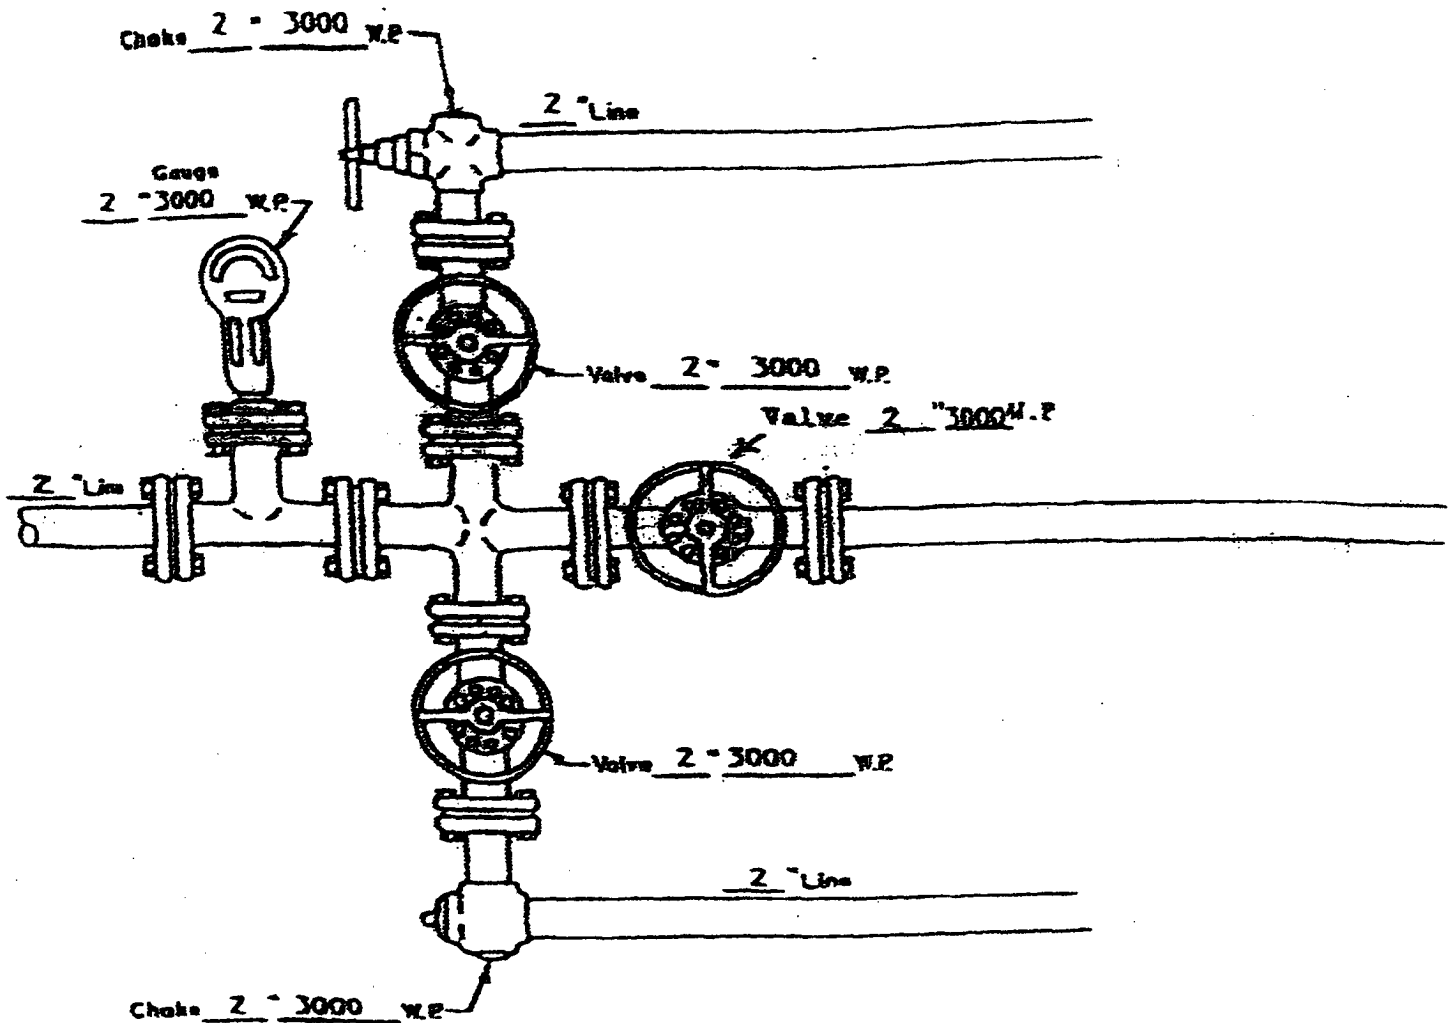 Choke 2 " 3000 W.P.
2 " Line
Gauge
2 " 3000 W.P.
Valve 2 " 3000 W.P.
Valve 2 "3000 W.P
2 " Line
Valve 2 " 3000 W.P.
2 " Line
Choke 2 " 3000 W.P.